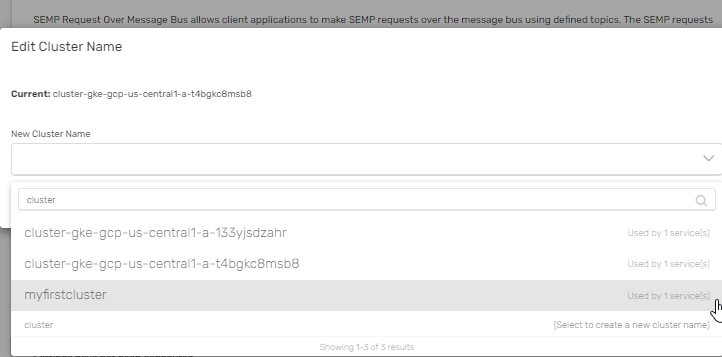 SEMP Request Over Message Bus allows client applications to make SEMP requests over the message bus using defined topics. The SEMP requests
Edit Cluster Name
Current: cluster-gke-gcp-us-central1-a-t4bgkc8msb8
New Cluster Name
cluster
cluster-gke-gcp-us-central1-a-133yjsdzahr Used by 1 service(s)
cluster-gke-gcp-us-central1-a-t4bgkc8msb8 Used by 1 service(s)
myfirstcluster Used by 1 service(s)
cluster (Select to create a new cluster name)
Showing 1-3 of 3 results